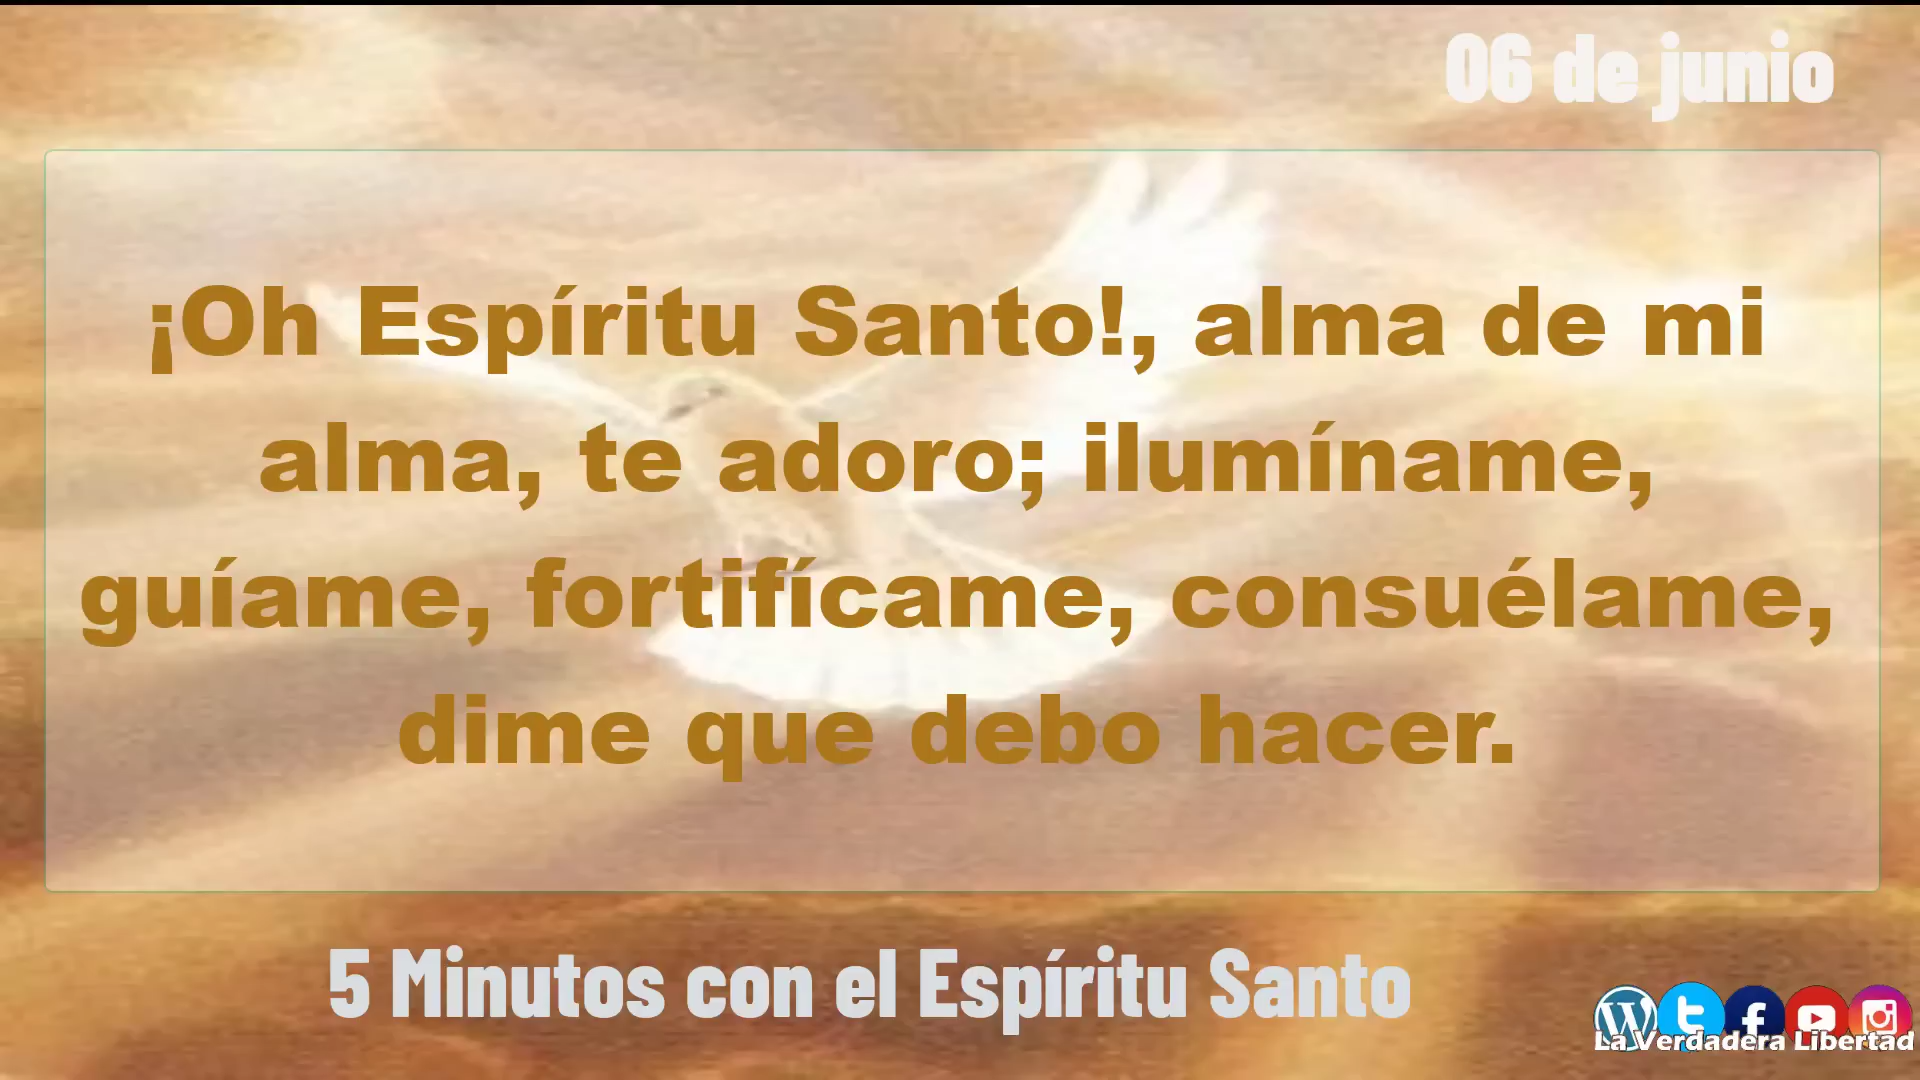 06 de junio
¡Oh Espíritu Santo!, alma de mi
alma, te adoro; ilumíname,
guíame, fortifícame, consuélame,
dime que debo hacer.
5 Minutos con el Espíritu Santo
La Verdadera Libertad